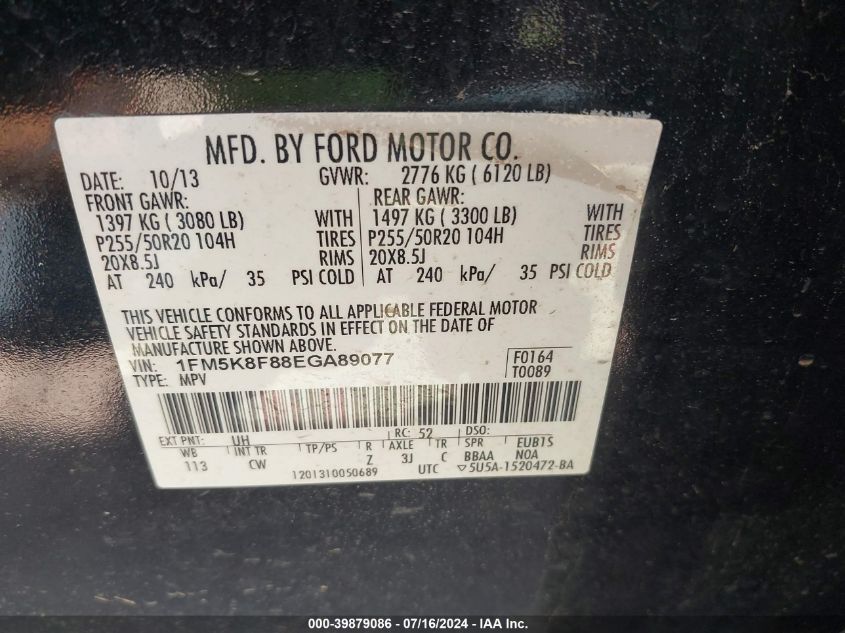 MFD. BY FORD MOTOR CO.
DATE: 10/13 GVWR: 2776 KG ( 6120 LB)
FRONT GAWR: REAR GAWR:
1397 KG ( 3080 LB) WITH 1497 KG ( 3300 LB) WITH
P255/50R20 104H TIRES P255/50R20 104H TIRES
20X8.5J RIMS 20X8.5J RIMS
AT 240 kPa/ 35 PSI COLD AT 240 kPa/ 35 PSI COLD
THIS VEHICLE CONFORMS TO ALL APPLICABLE FEDERAL MOTOR
VEHICLE SAFETY STANDARDS IN EFFECT ON THE DATE OF
MANUFACTURE SHOWN ABOVE.
VIN: 1FM5K8F88EGA89077 F0164
TYPE: MPV T0089
EXT PNT: UH RC: 52 DSO:
WB INT TR TP/PS R AXLE TR SPR EUB1S
113 CW Z 3J C BBAA N0A
1201310050689 UTC ▽5U5A-1520472-BA
000-39879086 - 07/16/2024 - IAA Inc.